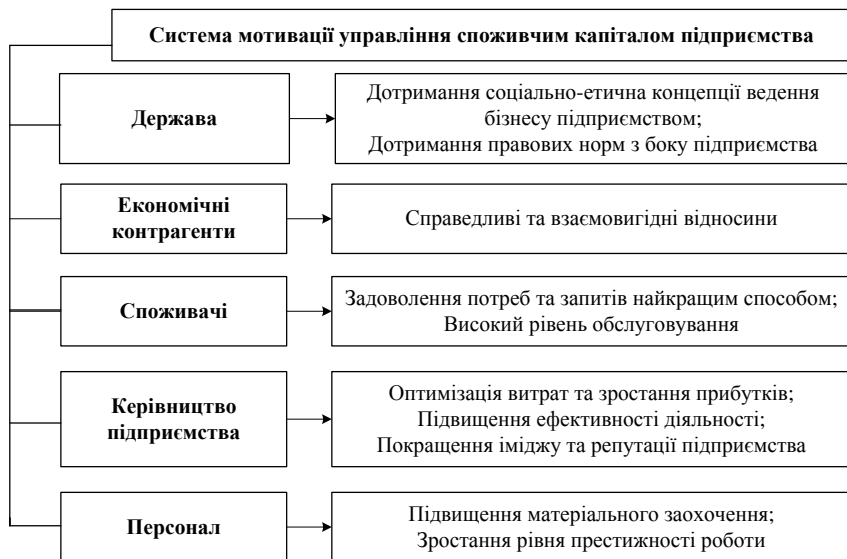 Система мотивації управління споживчим капіталом підприємства
Держава
Дотримання соціально-етична концепції ведення
бізнесу підприємством;
Дотримання правових норм з боку підприємства
Економічні
контрагенти
Справедливі та взаємовигідні відносини
Споживачі
Задоволення потреб та запитів найкращим способом;
Високий рівень обслуговування
Керівництво
підприємства
Оптимізація витрат та зростання прибутків;
Підвищення ефективності діяльності;
Покращення іміджу та репутації підприємства
Персонал
Підвищення матеріального заохочення;
Зростання рівня престижності роботи